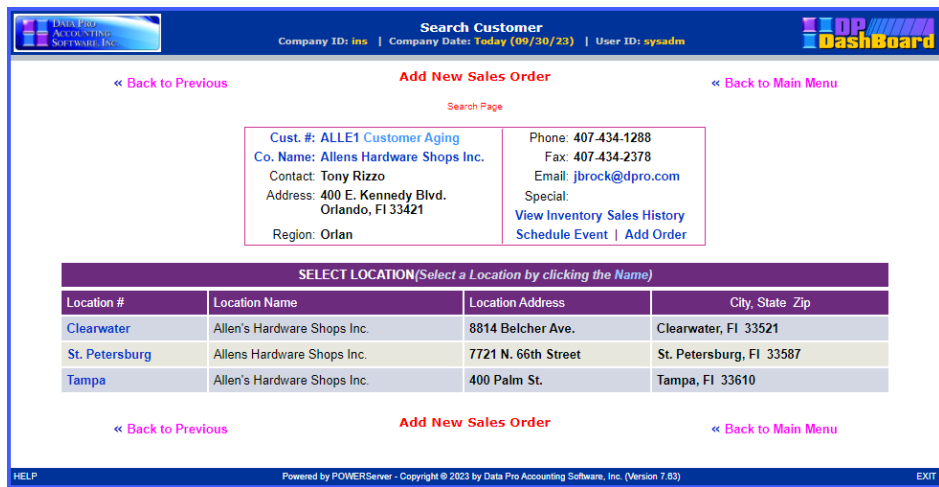 DATA PRO
ACCOUNTING
SOFTWARE, INC.
Search Customer
Company ID: ins | Company Date: Today (09/30/23) | User ID: sysadm
DP
DashBoard
« Back to Previous
Add New Sales Order
« Back to Main Menu
Search Page
Cust. #: ALLE1 Customer Aging
Co. Name: Allens Hardware Shops Inc.
Contact: Tony Rizzo
Address: 400 E. Kennedy Blvd.
Orlando, Fl 33421
Region: Orlan
Phone: 407-434-1288
Fax: 407-434-2378
Email: jbrock@dpro.com
Special:
View Inventory Sales History
Schedule Event | Add Order
SELECT LOCATION(Select a Location by clicking the Name)
Location # Location Name Location Address City, State Zip
Clearwater Allen's Hardware Shops Inc. 8814 Belcher Ave. Clearwater, Fl 33521
St. Petersburg Allens Hardware Shops Inc. 7721 N. 66th Street St. Petersburg, Fl 33587
Tampa Allen's Hardware Shops Inc. 400 Palm St. Tampa, Fl 33610
« Back to Previous
Add New Sales Order
« Back to Main Menu
HELP
Powered by POWERServer - Copyright © 2023 by Data Pro Accounting Software, Inc. (Version 7.63)
EXIT